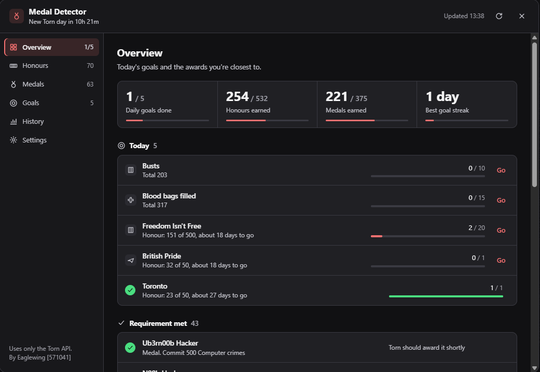 Medal Detector
New Torn day in 10h 21m
Updated 13:38
Overview 1/5
Honours 70
Medals 63
Goals 5
History
Settings
Uses only the Torn API.
By Eaglewing [571041]
Overview
Today's goals and the awards you're closest to.
1 / 5
Daily goals done
254 / 532
Honours earned
221 / 375
Medals earned
1 day
Best goal streak
Today 5
Busts
Total 203
0 / 10
Go
Blood bags filled
Total 317
0 / 15
Go
Freedom Isn't Free
Honour: 151 of 500, about 18 days to go
2 / 20
Go
British Pride
Honour: 32 of 50, about 18 days to go
0 / 1
Go
Toronto
Honour: 23 of 50, about 27 days to go
1 / 1
Requirement met 43
Ub3rn00b Hacker
Medal. Commit 500 Computer crimes
Torn should award it shortly